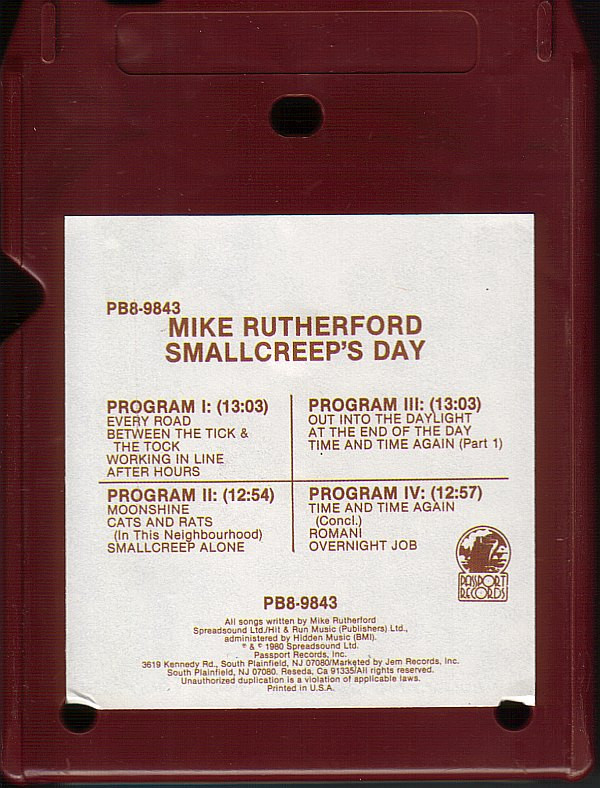 PB8-9843
MIKE RUTHERFORD
SMALLCREEP'S DAY
PROGRAM I: (13:03)
EVERY ROAD
BETWEEN THE TICK &
THE TOCK
WORKING IN LINE
AFTER HOURS
PROGRAM III: (13:03)
OUT INTO THE DAYLIGHT
AT THE END OF THE DAY
TIME AND TIME AGAIN (Part 1)
PROGRAM II: (12:54)
MOONSHINE
CATS AND RATS
(In This Neighbourhood)
SMALLCREEP ALONE
PROGRAM IV: (12:57)
TIME AND TIME AGAIN
(Concl.)
ROMANI
OVERNIGHT JOB
PASSPORT
RECORDS
PB8-9843
All songs written by Mike Rutherford
Spreadsound Ltd./Hit & Run Music (Publishers) Ltd.,
administered by Hidden Music (BMI).
℗ & © 1980 Spreadsound Ltd.
Passport Records, Inc.
3619 Kennedy Rd., South Plainfield, NJ 07080/Marketed by Jem Records, Inc.
South Plainfield, NJ 07080. Reseda, Ca 91335/All rights reserved.
Unauthorized duplication is a violation of applicable laws.
Printed in U.S.A.